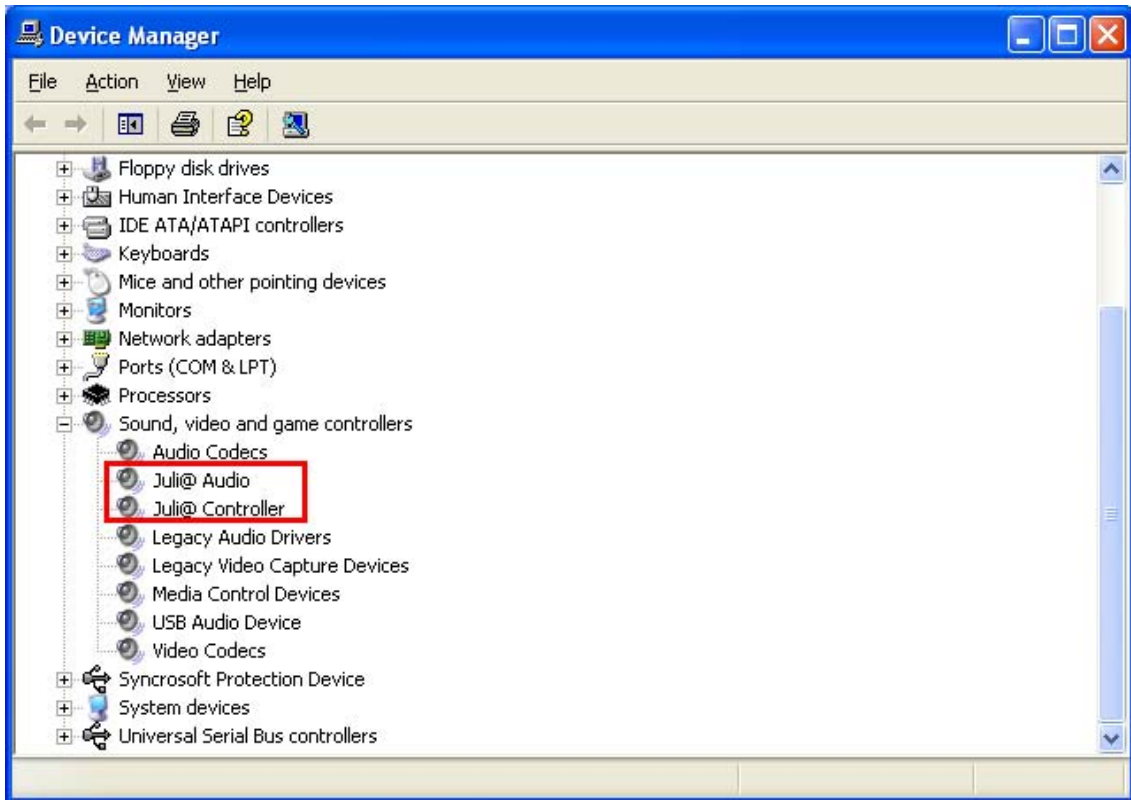 Device Manager
File Action View Help
Floppy disk drives
Human Interface Devices
IDE ATA/ATAPI controllers
Keyboards
Mice and other pointing devices
Monitors
Network adapters
Ports (COM & LPT)
Processors
Sound, video and game controllers
Audio Codecs
Juli@ Audio
Juli@ Controller
Legacy Audio Drivers
Legacy Video Capture Devices
Media Control Devices
USB Audio Device
Video Codecs
Syncrosoft Protection Device
System devices
Universal Serial Bus controllers